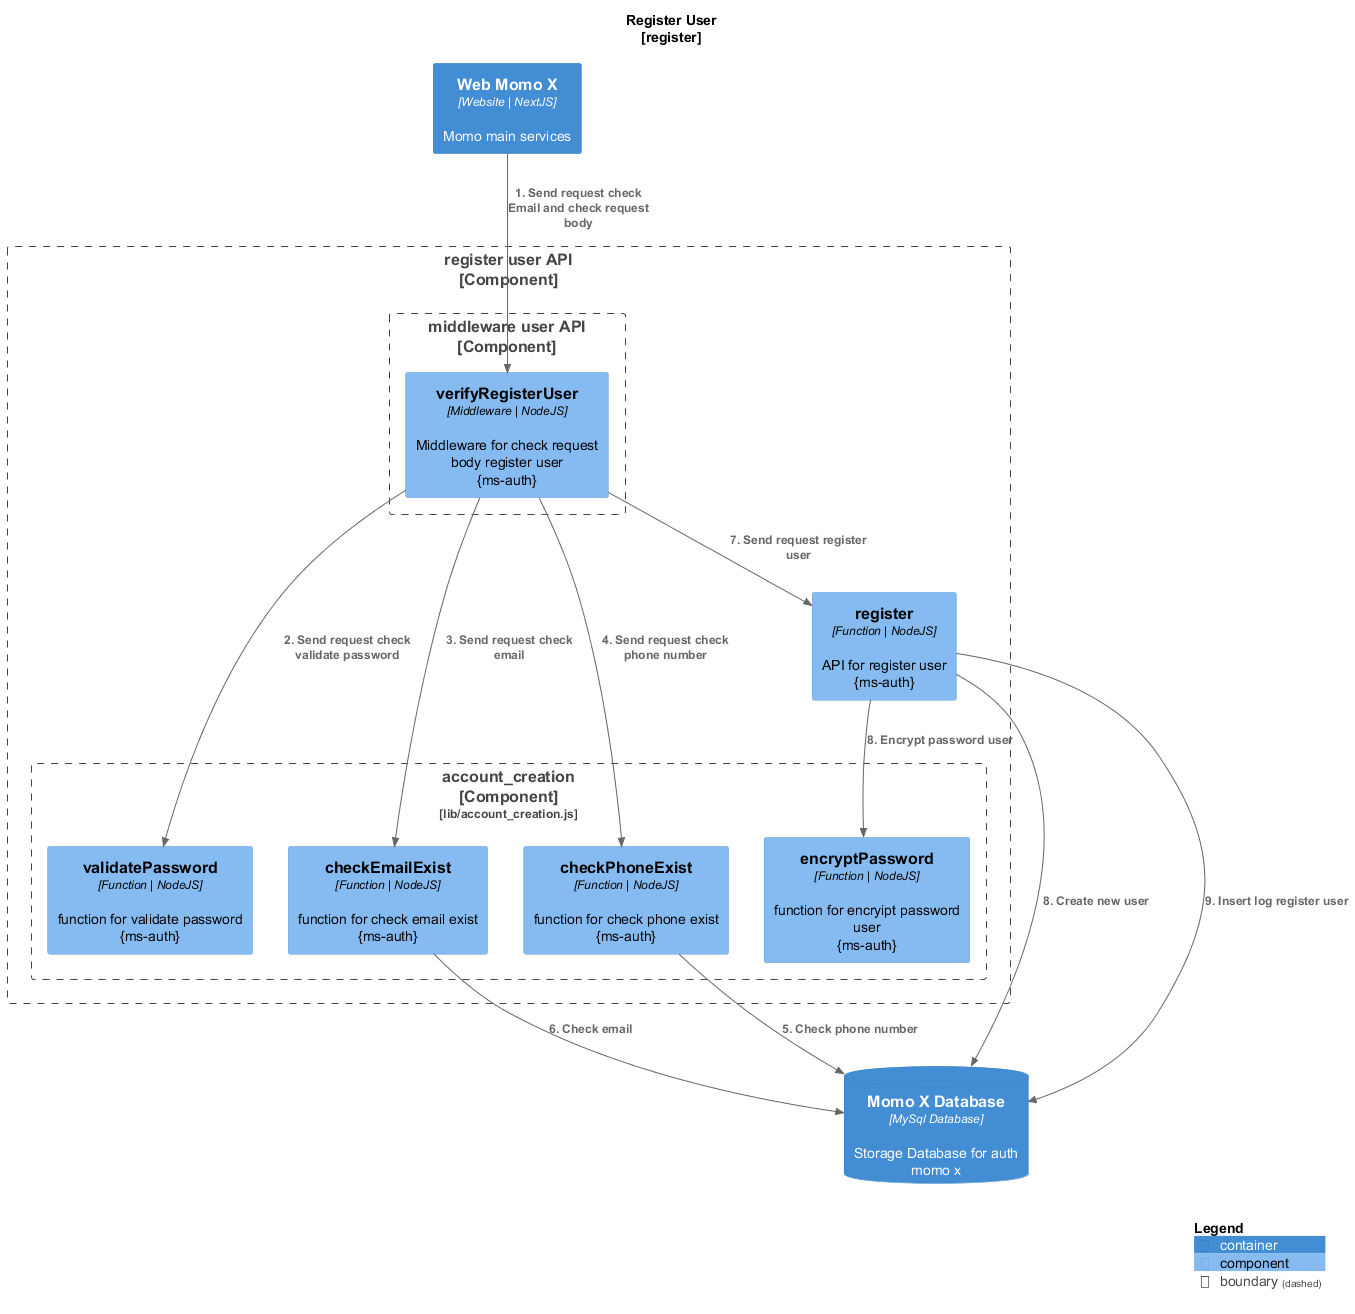 Register User
[register]
Web Momo X
[Website | NextJS]
Momo main services
1. Send request check
Email and check request
body
register user API
[Component]
middleware user API
[Component]
verifyRegisterUser
[Middleware | NodeJS]
Middleware for check request
body register user
{ms-auth}
7. Send request register
user
register
[Function | NodeJS]
API for register user
{ms-auth}
2. Send request check
validate password
3. Send request check
email
4. Send request check
phone number
8. Encrypt password user
account_creation
[Component]
[lib/account_creation.js]
validatePassword
[Function | NodeJS]
function for validate password
{ms-auth}
checkEmailExist
[Function | NodeJS]
function for check email exist
{ms-auth}
checkPhoneExist
[Function | NodeJS]
function for check phone exist
{ms-auth}
encryptPassword
[Function | NodeJS]
function for encryipt password
user
{ms-auth}
8. Create new user
9. Insert log register user
6. Check email
5. Check phone number
Momo X Database
[MySql Database]
Storage Database for auth
momo x
Legend
container
component
boundary (dashed)